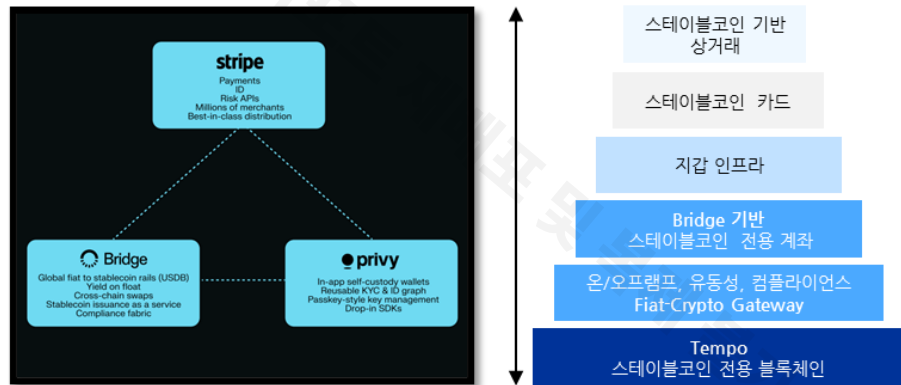 stripe
Payments
ID
Risk APIs
Millions of merchants
Best-in-class distribution
Bridge
Global fiat to stablecoin rails (USDB)
Yield on float
Cross-chain swaps
Stablecoin issuance as a service
Compliance fabric
privy
In-app self-custody wallets
Reusable KYC & ID graph
Passkey-style key management
Drop-in SDKs
스테이블코인 기반
상거래
스테이블코인 카드
지갑 인프라
Bridge 기반
스테이블코인 전용 계좌
온/오프램프, 유동성, 컴플라이언스
Fiat-Crypto Gateway
Tempo
스테이블코인 전용 블록체인